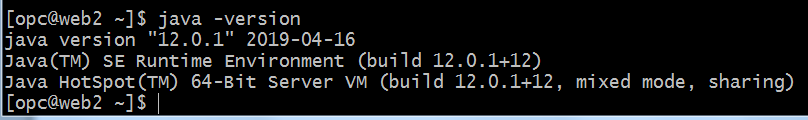 [opc@web2 ~]$ java -version
java version "12.0.1" 2019-04-16
Java(TM) SE Runtime Environment (build 12.0.1+12)
Java HotSpot(TM) 64-Bit Server VM (build 12.0.1+12, mixed mode, sharing)
[opc@web2 ~]$